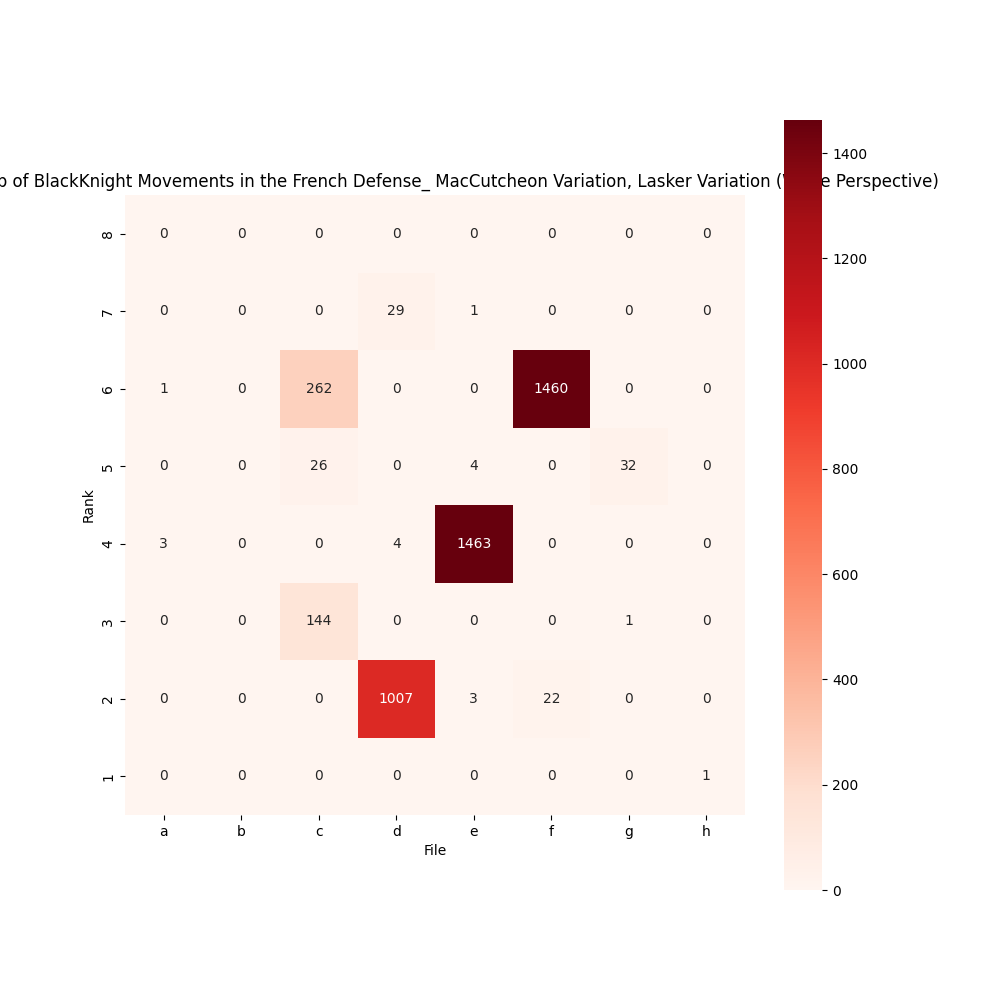 of BlackKnight Movements in the French Defense_ MacCutcheon Variation, Lasker Variation ( Perspective)
8 0 0 0 0 0 0 0 0
7 0 0 0 29 1 0 0 0
6 1 0 262 0 0 1460 0 0
5 0 0 26 0 4 0 32 0
4 3 0 0 4 1463 0 0 0
3 0 0 144 0 0 0 1 0
2 0 0 0 1007 3 22 0 0
1 0 0 0 0 0 0 0 1
a b c d e f g h
File
Rank
1400
1200
1000
800
600
400
200
0